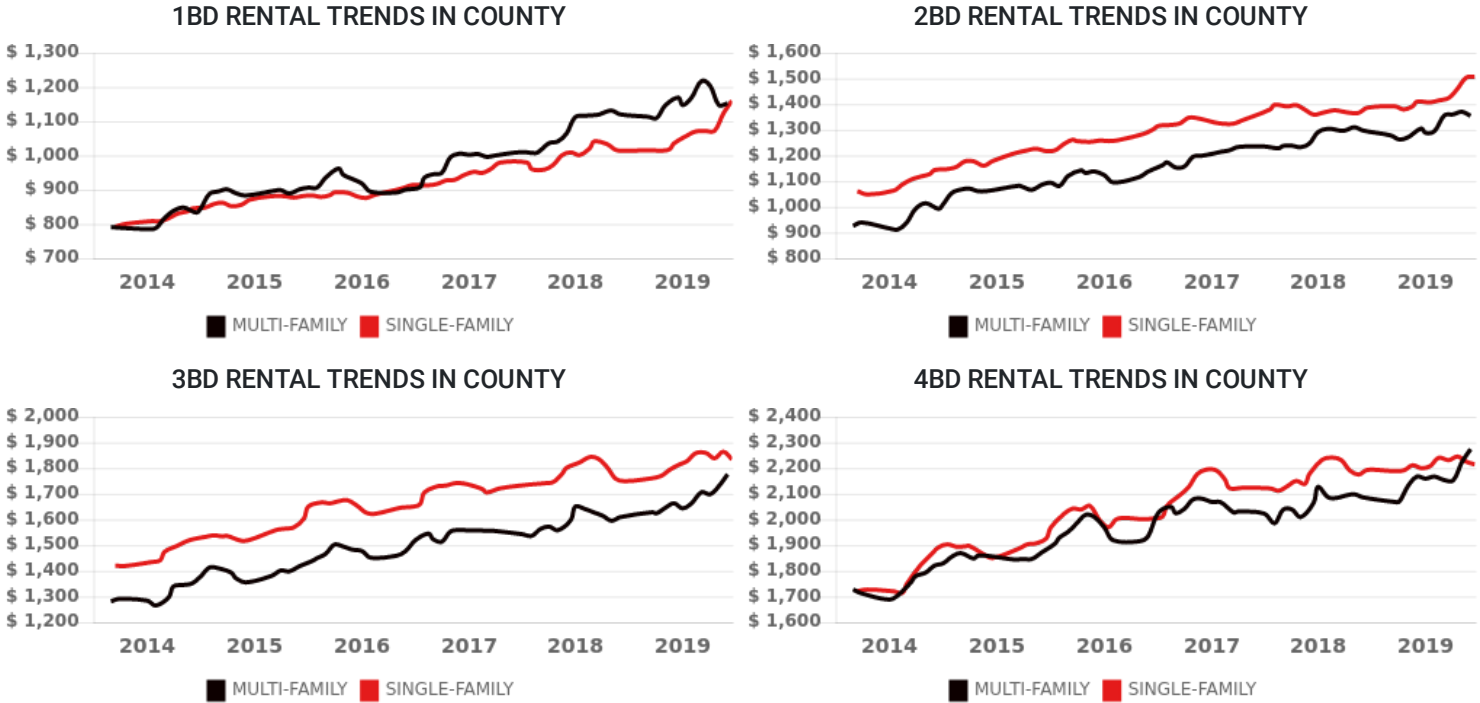 1BD RENTAL TRENDS IN COUNTY
$ 1,300
$ 1,200
$ 1,100
$ 1,000
$ 900
$ 800
$ 700
2014 2015 2016 2017 2018 2019
MULTI-FAMILY SINGLE-FAMILY
2BD RENTAL TRENDS IN COUNTY
$ 1,600
$ 1,500
$ 1,400
$ 1,300
$ 1,200
$ 1,100
$ 1,000
$ 900
$ 800
2014 2015 2016 2017 2018 2019
MULTI-FAMILY SINGLE-FAMILY
3BD RENTAL TRENDS IN COUNTY
$ 2,000
$ 1,900
$ 1,800
$ 1,700
$ 1,600
$ 1,500
$ 1,400
$ 1,300
$ 1,200
2014 2015 2016 2017 2018 2019
MULTI-FAMILY SINGLE-FAMILY
4BD RENTAL TRENDS IN COUNTY
$ 2,400
$ 2,300
$ 2,200
$ 2,100
$ 2,000
$ 1,900
$ 1,800
$ 1,700
$ 1,600
2014 2015 2016 2017 2018 2019
MULTI-FAMILY SINGLE-FAMILY